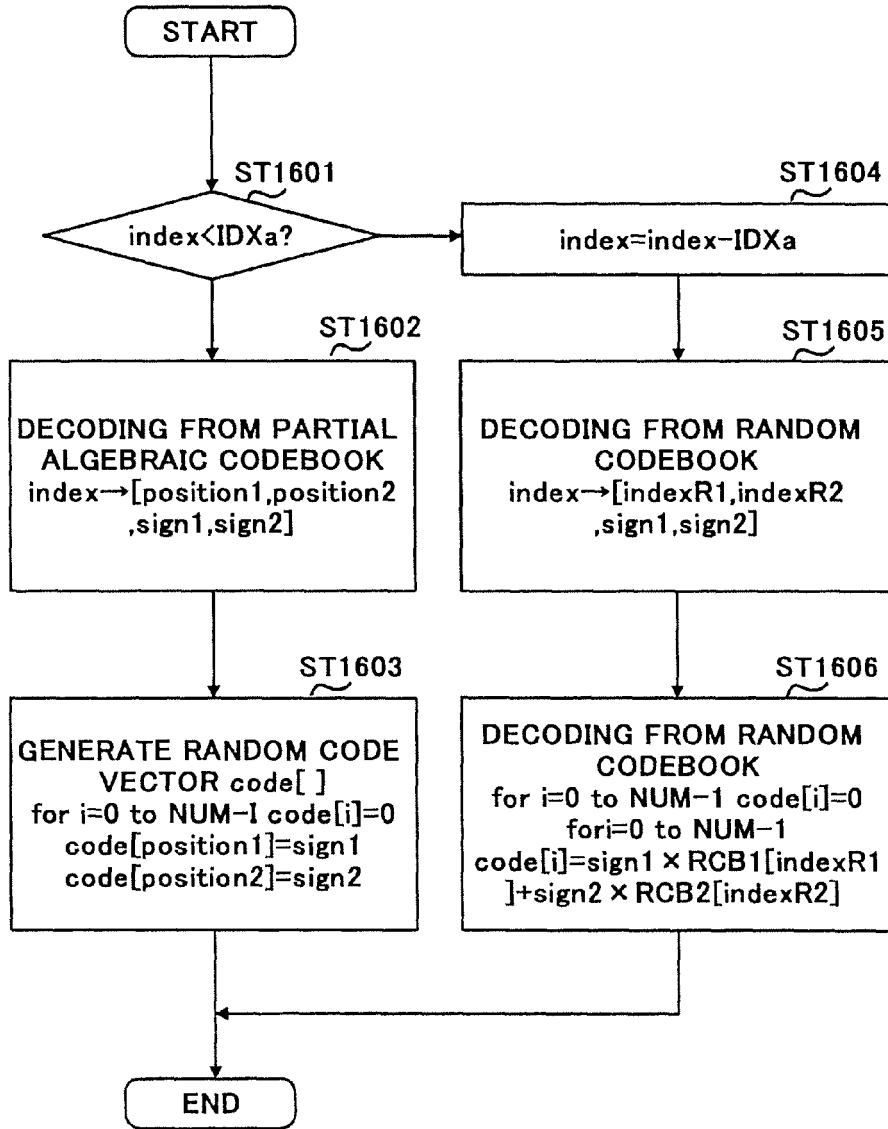 START
ST1601
index<IDXa?
ST1604
index=index-IDXa
ST1602
DECODING FROM PARTIAL
ALGEBRAIC CODEBOOK
index→[position1,position2
,sign1,sign2]
ST1605
DECODING FROM RANDOM
CODEBOOK
index→[indexR1,indexR2
,sign1,sign2]
ST1603
GENERATE RANDOM CODE
VECTOR code[ ]
for i=0 to NUM-I code[i]=0
code[position1]=sign1
code[position2]=sign2
ST1606
DECODING FROM RANDOM
CODEBOOK
for i=0 to NUM-1 code[i]=0
fori=0 to NUM-1
code[i]=sign1 × RCB1[indexR1
]+sign2 × RCB2[indexR2]
END